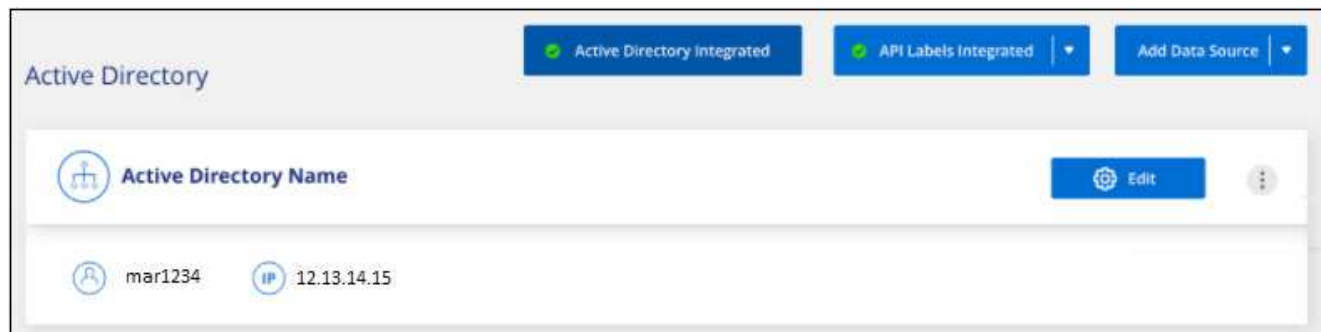 Active Directory Integrated
API Labels Integrated
Add Data Source
Active Directory
Active Directory Name
Edit
mar1234
IP
12.13.14.15